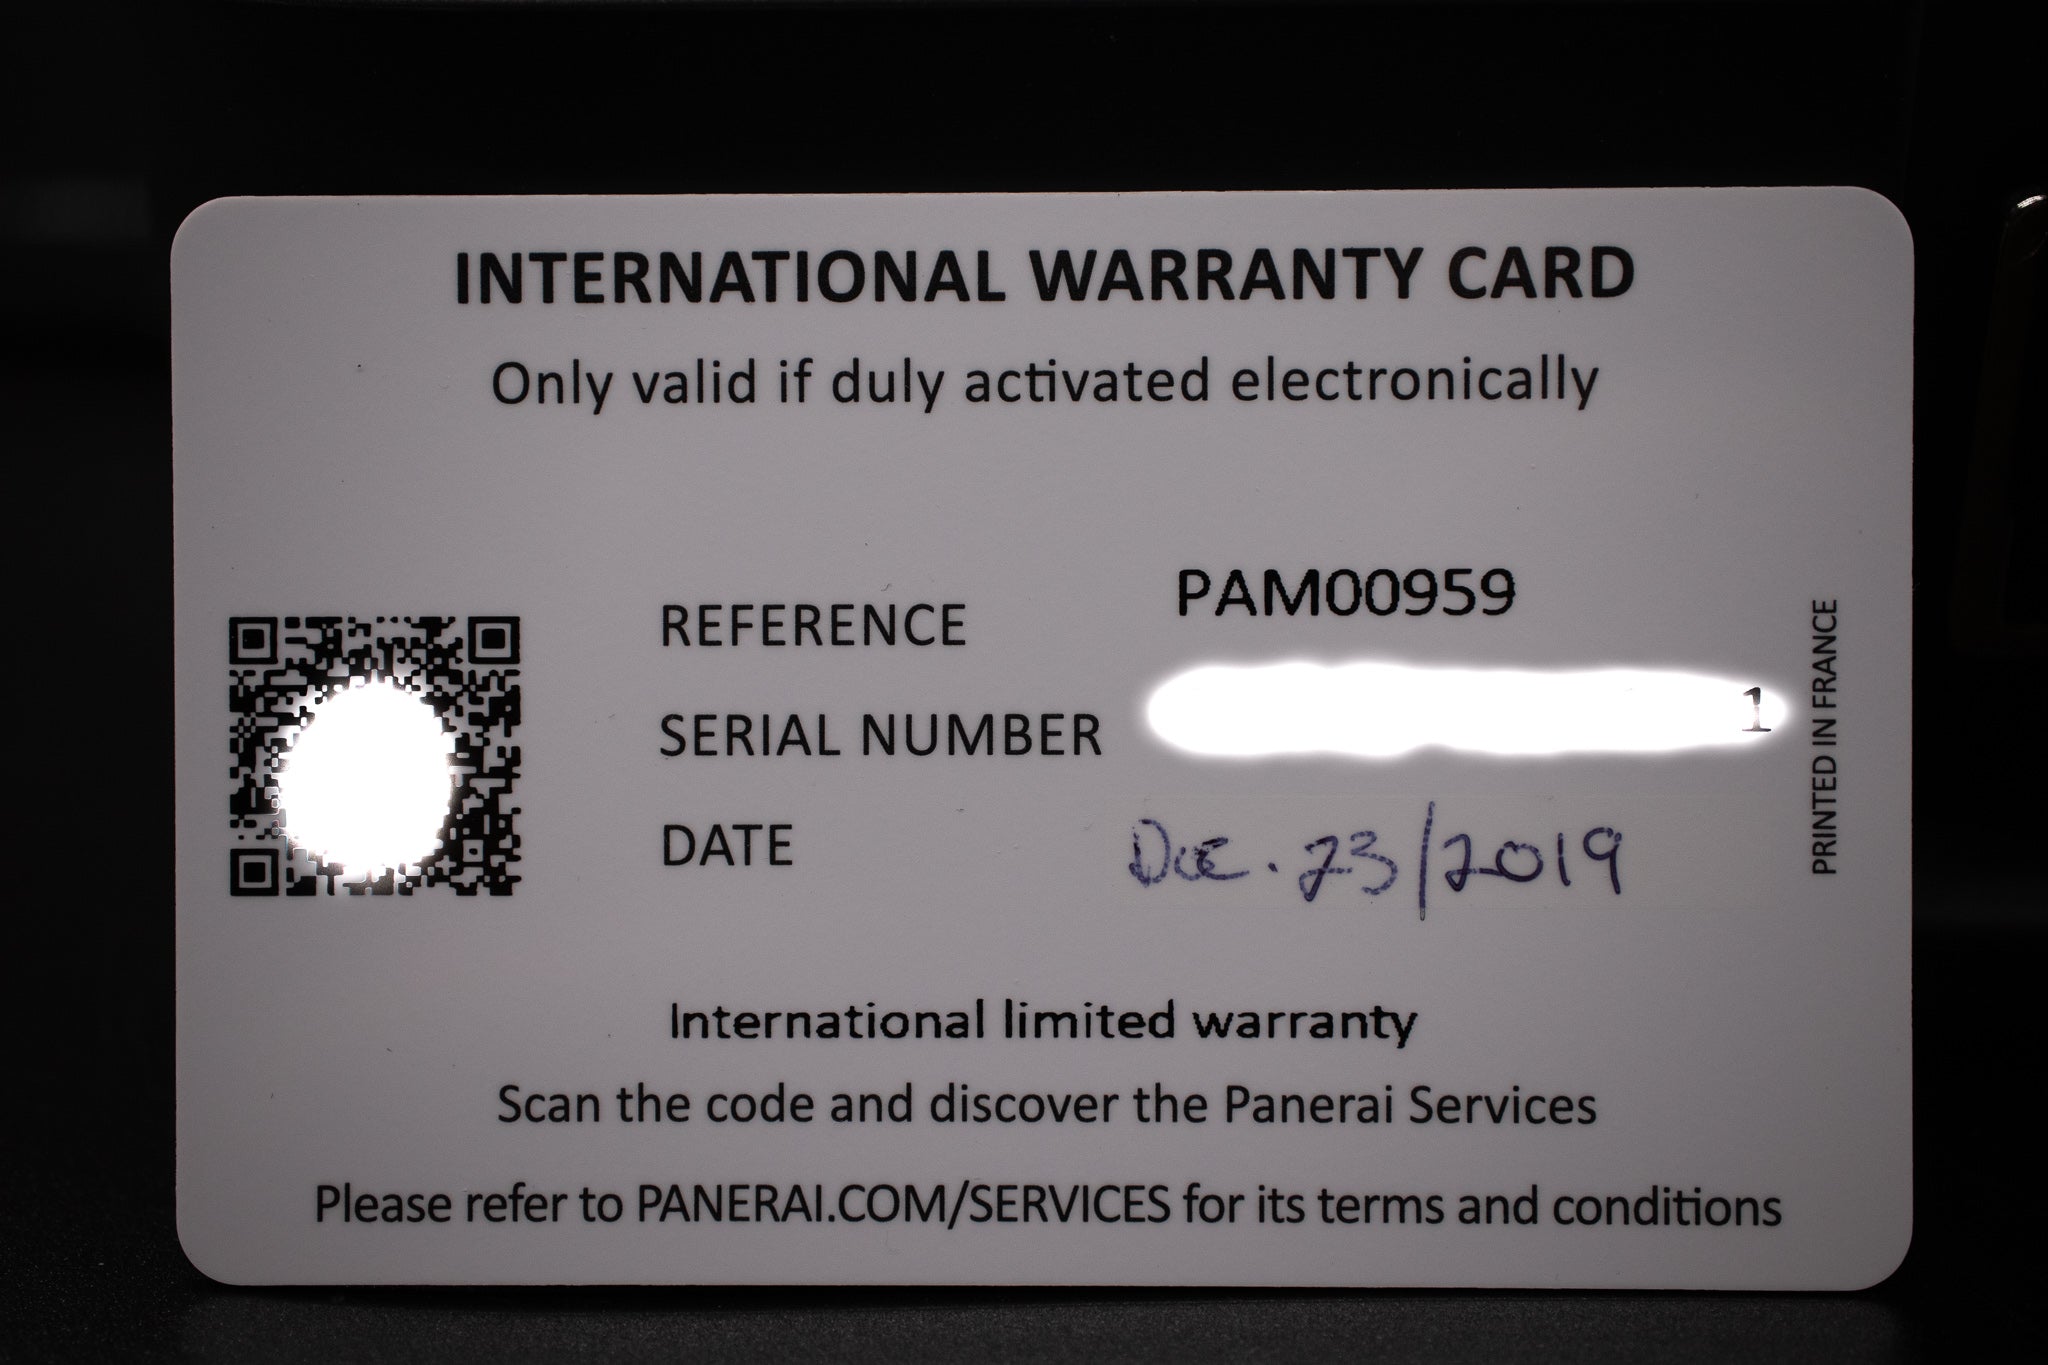 INTERNATIONAL WARRANTY CARD
Only valid if duly activated electronically
REFERENCE PAM00959
SERIAL NUMBER 1
DATE Dec. 23/2019
PRINTED IN FRANCE
International limited warranty
Scan the code and discover the Panerai Services
Please refer to PANERAI.COM/SERVICES for its terms and conditions